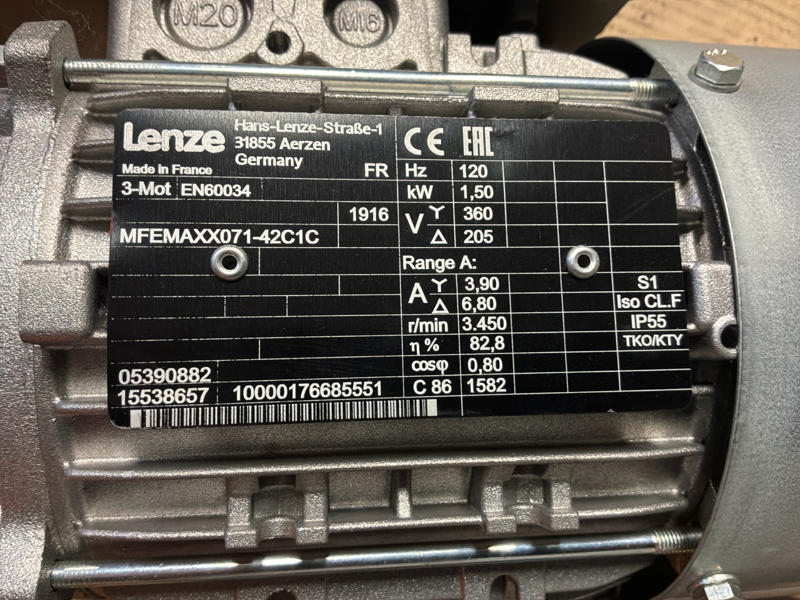 M20
M16
Lenze
Hans-Lenze-Straße-1
31855 Aerzen
Germany
CE EAC
Made in France
FR
Hz 120
3-Mot EN60034
kW 1,50
1916
V Y 360
MFEMAXX071-42C1C
Δ 205
Range A:
A Y 3,90 S1
Δ 6,80 Iso CL.F
r/min 3.450 IP55
η % 82,8 TKO/KTY
05390882
cosφ 0,80
15538657 10000176685551
C 86 1582